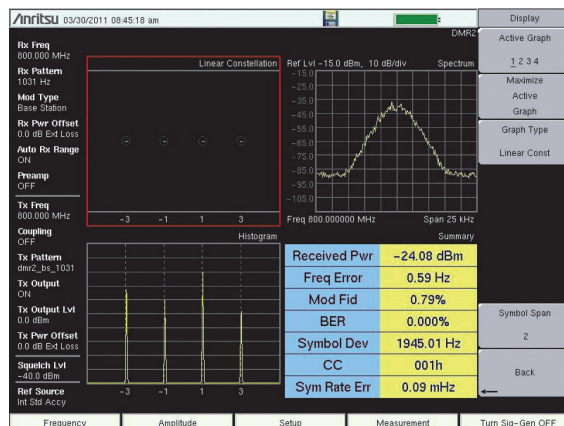 Anritsu 03/30/2011 08:45:18 am
Display
DMR2
Rx Freq
800.000 MHz
Rx Pattern
1031 Hz
Mod Type
Base Station
Rx Pwr Offset
0.0 dB Ext Loss
Auto Rx Range
ON
Preamp
OFF
Tx Freq
800.000 MHz
Coupling
OFF
Tx Pattern
dmr2_bs_1031
Tx Output
ON
Tx Output Lvl
0.0 dBm
Tx Pwr Offset
0.0 dB Ext Loss
Squelch Lvl
-40.0 dBm
Ref Source
Int Std Accy
Linear Constellation
-3 -1 1 3
Ref Lvl -15.0 dBm, 10 dB/div Spectrum
-15.0
-25.0
-35.0
-45.0
-55.0
-65.0
-75.0
-85.0
-95.0
-105.0
Freq 800.000000 MHz Span 25 kHz
Histogram
-3 -1 1 3
Summary
Received Pwr -24.08 dBm
Freq Error 0.59 Hz
Mod Fid 0.79%
BER 0.000%
Symbol Dev 1945.01 Hz
CC 001h
Sym Rate Err 0.09 mHz
Active Graph
1 2 3 4
Maximize
Active
Graph
Graph Type
Linear Const
Symbol Span
2
Back
Frequency Amplitude Setup Measurement Turn Sig-Gen OFF